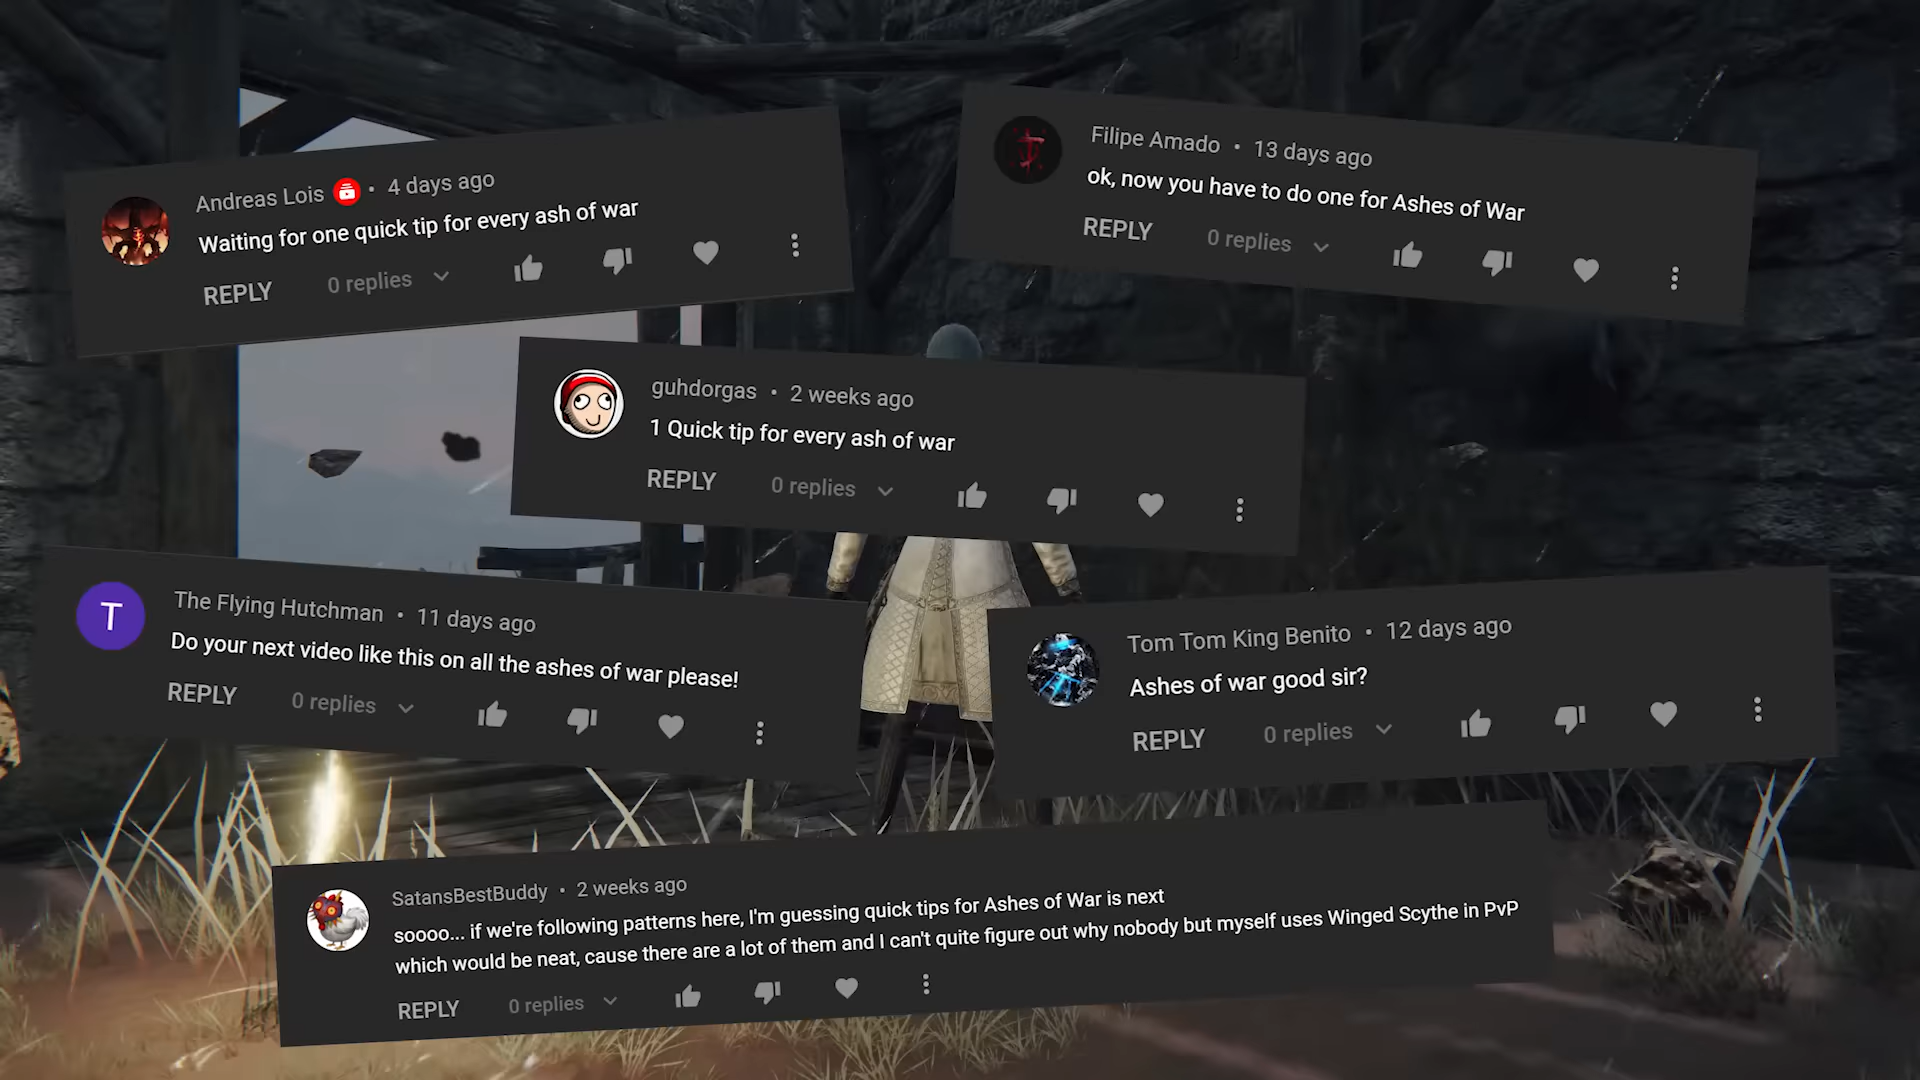 Andreas Lois • 4 days ago
Waiting for one quick tip for every ash of war
REPLY 0 replies
Filipe Amado • 13 days ago
ok, now you have to do one for Ashes of War
REPLY 0 replies
guhdorgas • 2 weeks ago
1 Quick tip for every ash of war
REPLY 0 replies
T
The Flying Hutchman • 11 days ago
Do your next video like this on all the ashes of war please!
REPLY 0 replies
Tom Tom King Benito • 12 days ago
Ashes of war good sir?
REPLY 0 replies
SatansBestBuddy • 2 weeks ago
soooo... if we're following patterns here, I'm guessing quick tips for Ashes of War is next
which would be neat, cause there are a lot of them and I can't quite figure out why nobody but myself uses Winged Scythe in PvP
REPLY 0 replies